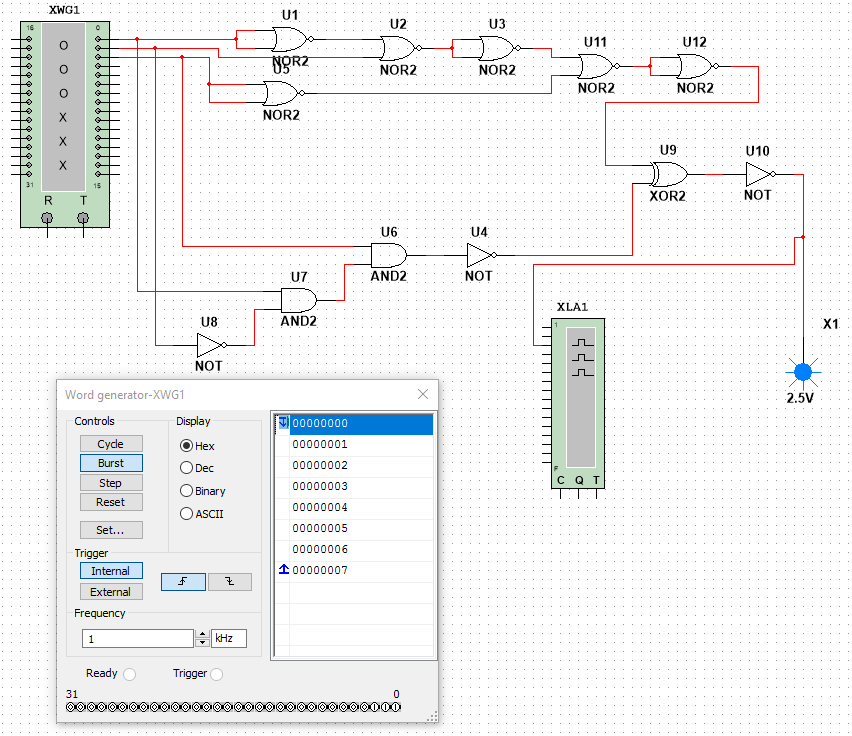 XWG1
16 0
O
O
O
X
X
X
31 15
R T
U1
NOR2
U2
NOR2
U3
NOR2
U5
NOR2
U11
NOR2
U12
NOR2
U9
XOR2
U10
NOT
U6
AND2
U4
NOT
U7
AND2
U8
NOT
XLA1
1
F
C Q T
X1
2.5V
Word generator-XWG1
Controls
Cycle
Burst
Step
Reset
Set...
Display
Hex
Dec
Binary
ASCII
Trigger
Internal
External
Frequency
1 kHz
Ready Trigger
00000000
00000001
00000002
00000003
00000004
00000005
00000006
00000007
31 0